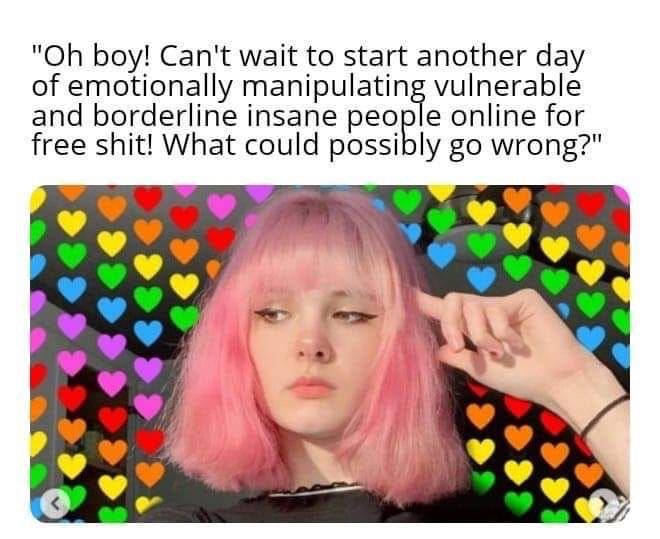 "Oh boy! Can't wait to start another day
of emotionally manipulating vulnerable
and borderline insane people online for
free shit! What could possibly go wrong?"